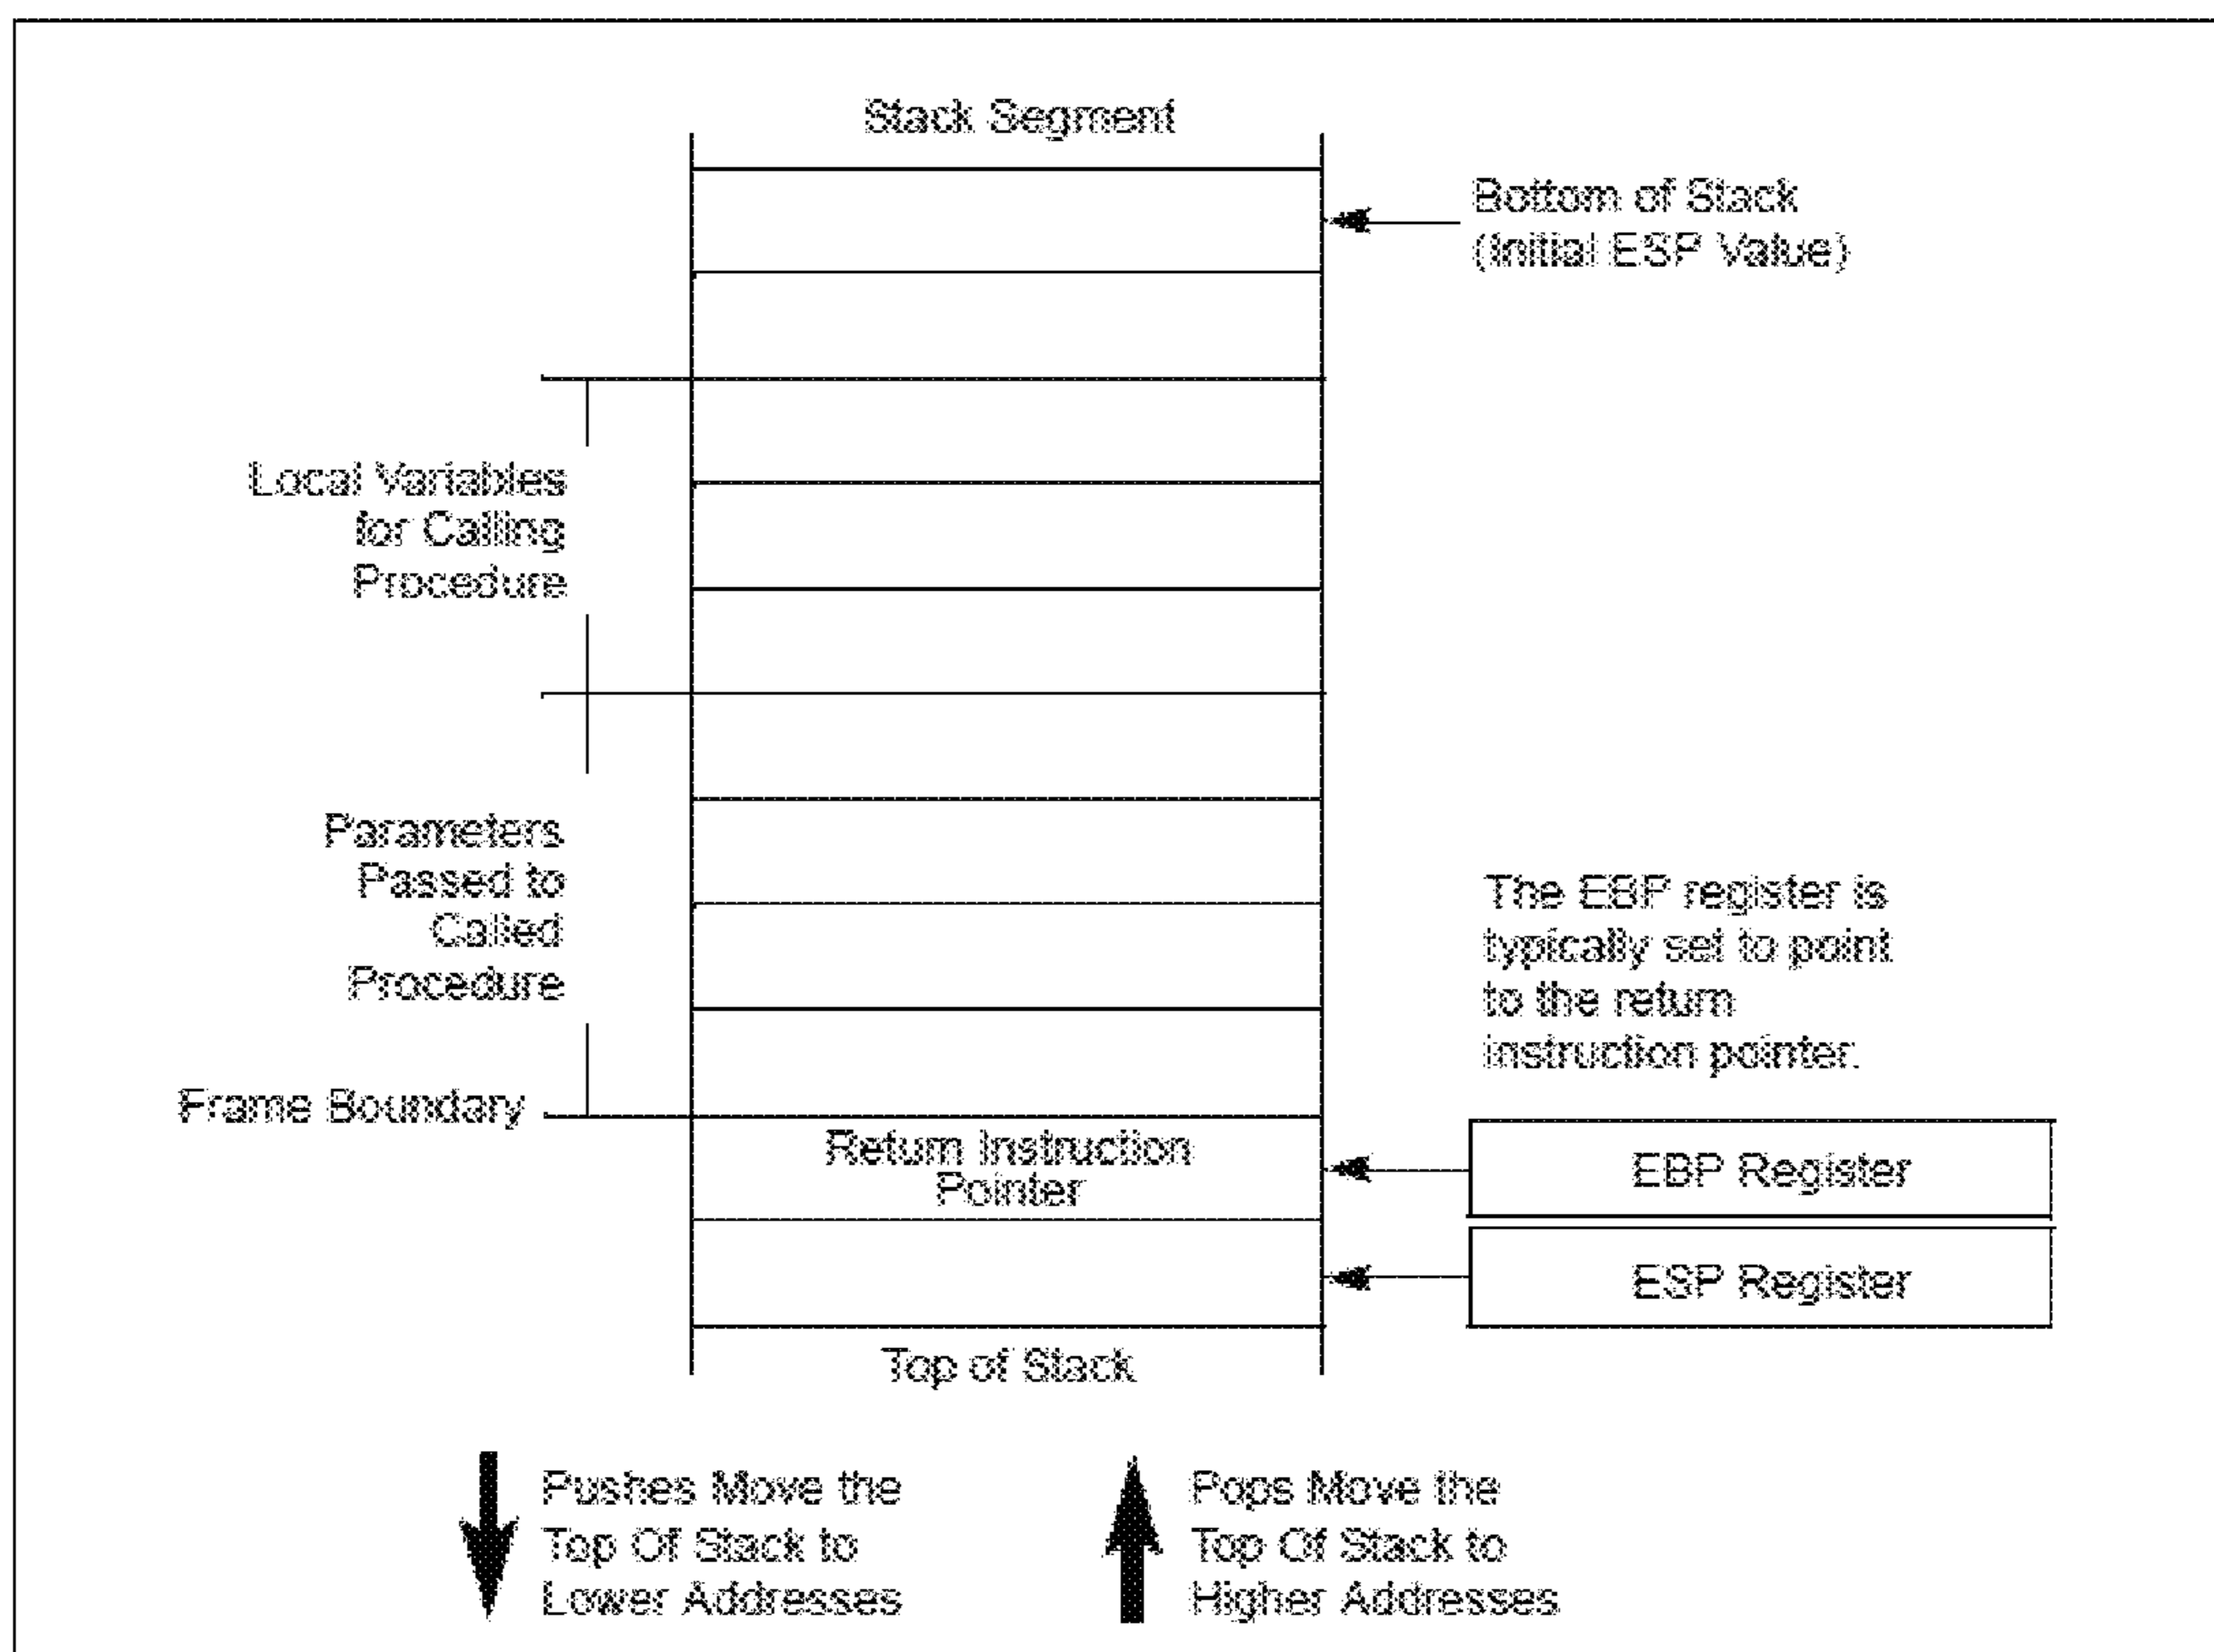 Stack Segment
Bottom of Stack
(Initial ESP Value)
Local Variables
for Calling
Procedure
Parameters
Passed to
Called
Procedure
The EBP register is
typically set to point
to the return
instruction pointer.
Frame Boundary
Return Instruction
Pointer
EBP Register
ESP Register
Top of Stack
Pushes Move the
Top Of Stack to
Lower Addresses
Pops Move the
Top Of Stack to
Higher Addresses